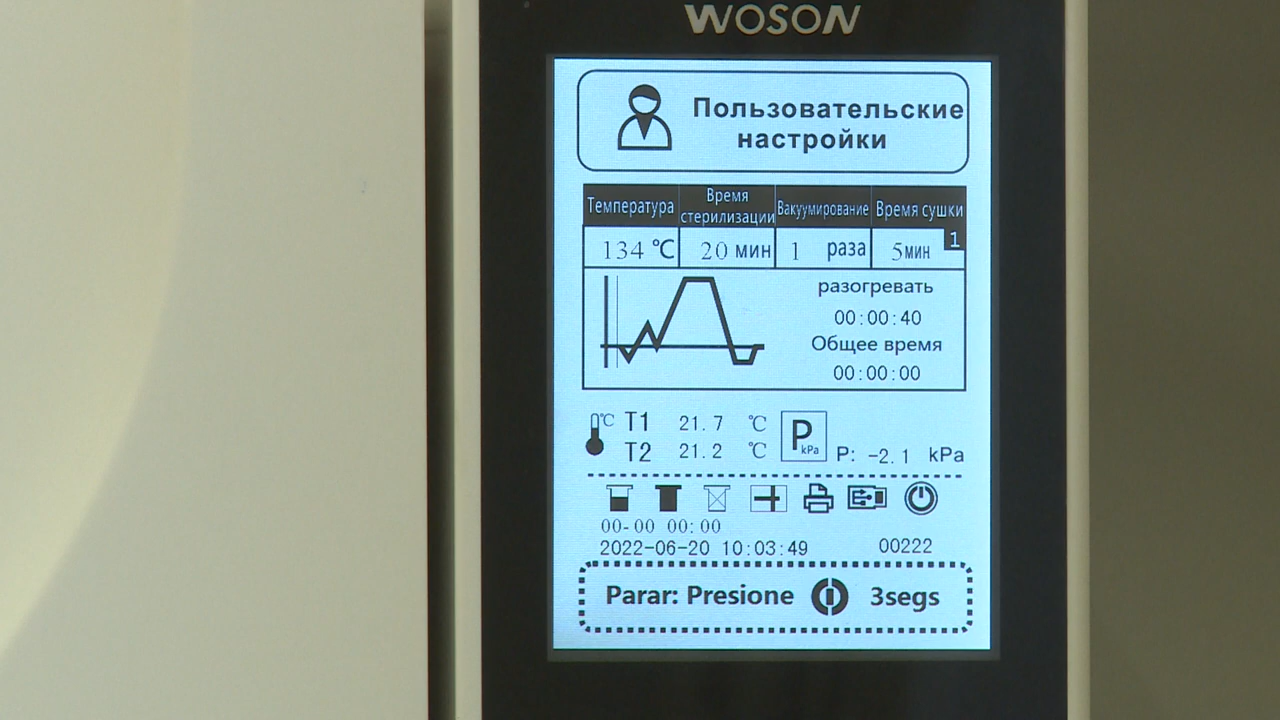 WOSON
Пользовательские
настройки
Температура Время стерилизации Вакуумирование Время сушки
134 ℃ 20 мин 1 раза 5мин 1
разогревать
00:00:40
Общее время
00:00:00
℃ T1 21.7 ℃
T2 21.2 ℃
P kPa P: -2.1 kPa
00-00 00:00
2022-06-20 10:03:49 00222
Parar: Presione 3segs